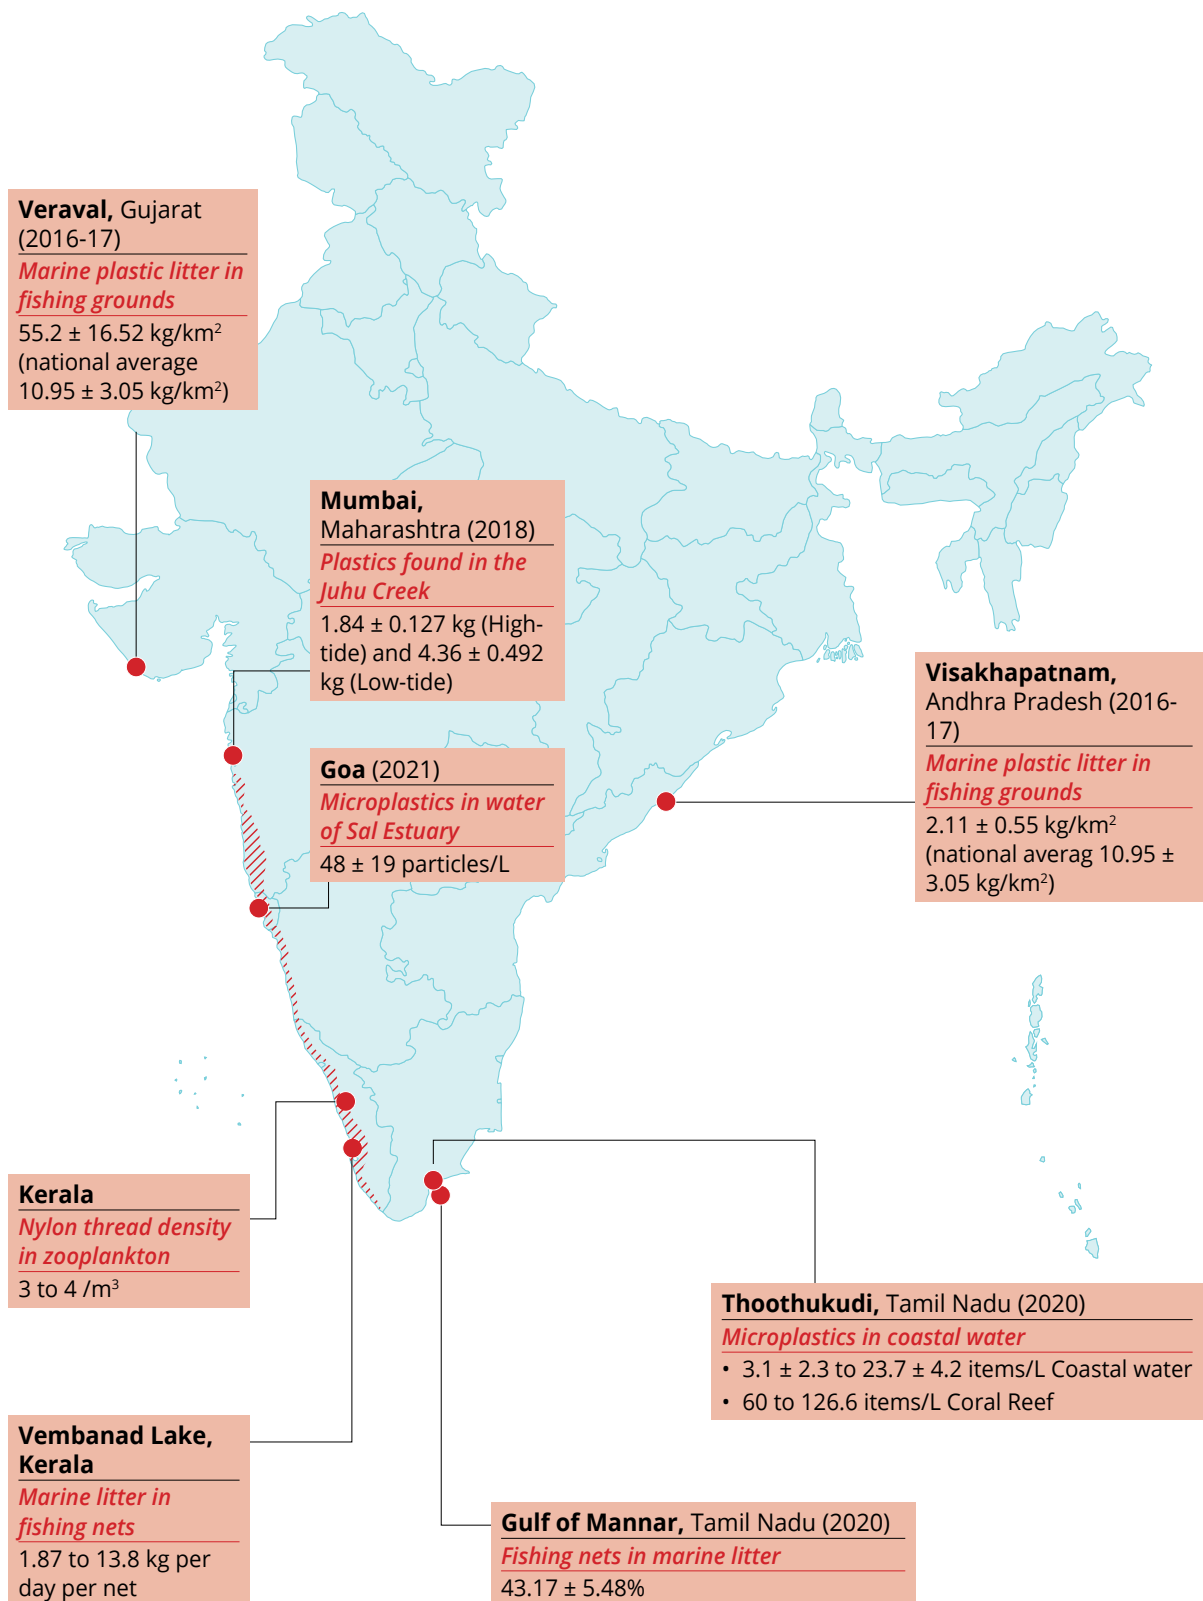 Veraval, Gujarat
(2016-17)
Marine plastic litter in
fishing grounds
55.2 ± 16.52 kg/km²
(national average
10.95 ± 3.05 kg/km²)
Mumbai,
Maharashtra (2018)
Plastics found in the
Juhu Creek
1.84 ± 0.127 kg (High-
tide) and 4.36 ± 0.492
kg (Low-tide)
Goa (2021)
Microplastics in water
of Sal Estuary
48 ± 19 particles/L
Visakhapatnam,
Andhra Pradesh (2016-
17)
Marine plastic litter in
fishing grounds
2.11 ± 0.55 kg/km²
(national averag 10.95 ±
3.05 kg/km²)
Kerala
Nylon thread density
in zooplankton
3 to 4 /m³
Thoothukudi, Tamil Nadu (2020)
Microplastics in coastal water
• 3.1 ± 2.3 to 23.7 ± 4.2 items/L Coastal water
• 60 to 126.6 items/L Coral Reef
Vembanad Lake,
Kerala
Marine litter in
fishing nets
1.87 to 13.8 kg per
day per net
Gulf of Mannar, Tamil Nadu (2020)
Fishing nets in marine litter
43.17 ± 5.48%